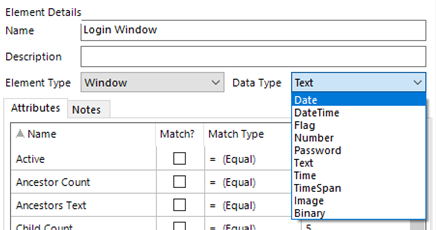 Element Details
Name Login Window
Description
Element Type Window Data Type Text
Date
DateTime
Flag
Number
Password
Text
Time
TimeSpan
Image
Binary
Attributes Notes
Name Match? Match Type
Active = (Equal)
Ancestor Count = (Equal)
Ancestors Text = (Equal)
Child Count = (Equal) 5